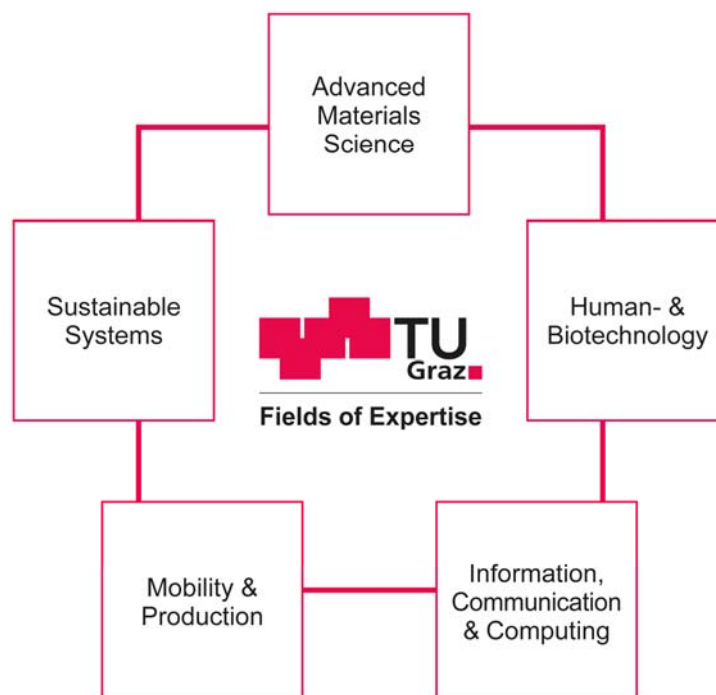 Advanced
Materials
Science
Sustainable
Systems
TU
Graz
Fields of Expertise
Human- &
Biotechnology
Mobility &
Production
Information,
Communication
& Computing